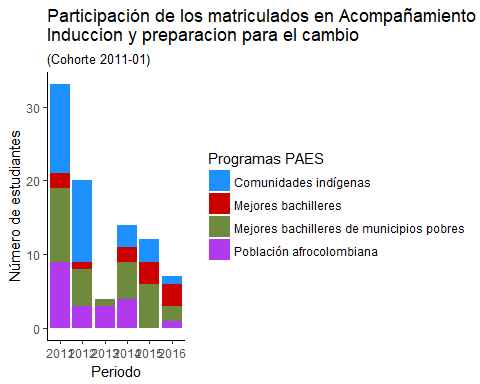 Participación de los matriculados en Acompañamiento
Induccion y preparacion para el cambio
(Cohorte 2011-01)
Número de estudiantes
30
20
10
0
2011 2012 2013 2014 2015 2016
Periodo
Programas PAES
Comunidades indígenas
Mejores bachilleres
Mejores bachilleres de municipios pobres
Población afrocolombiana